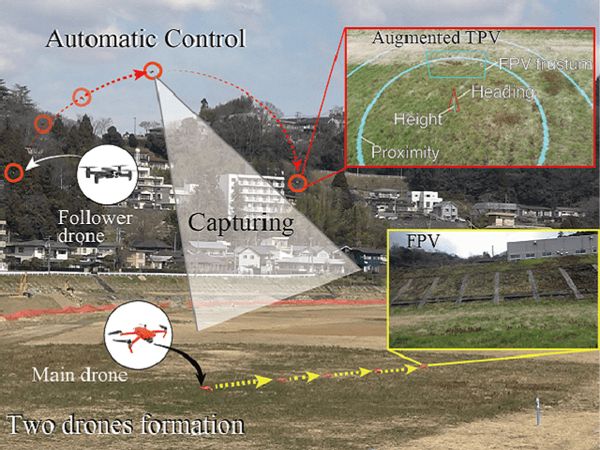 Automatic Control
Augmented TPV
FPV frustum
Heading
Height
Proximity
Follower
drone
Capturing
FPV
Main drone
Two drones formation